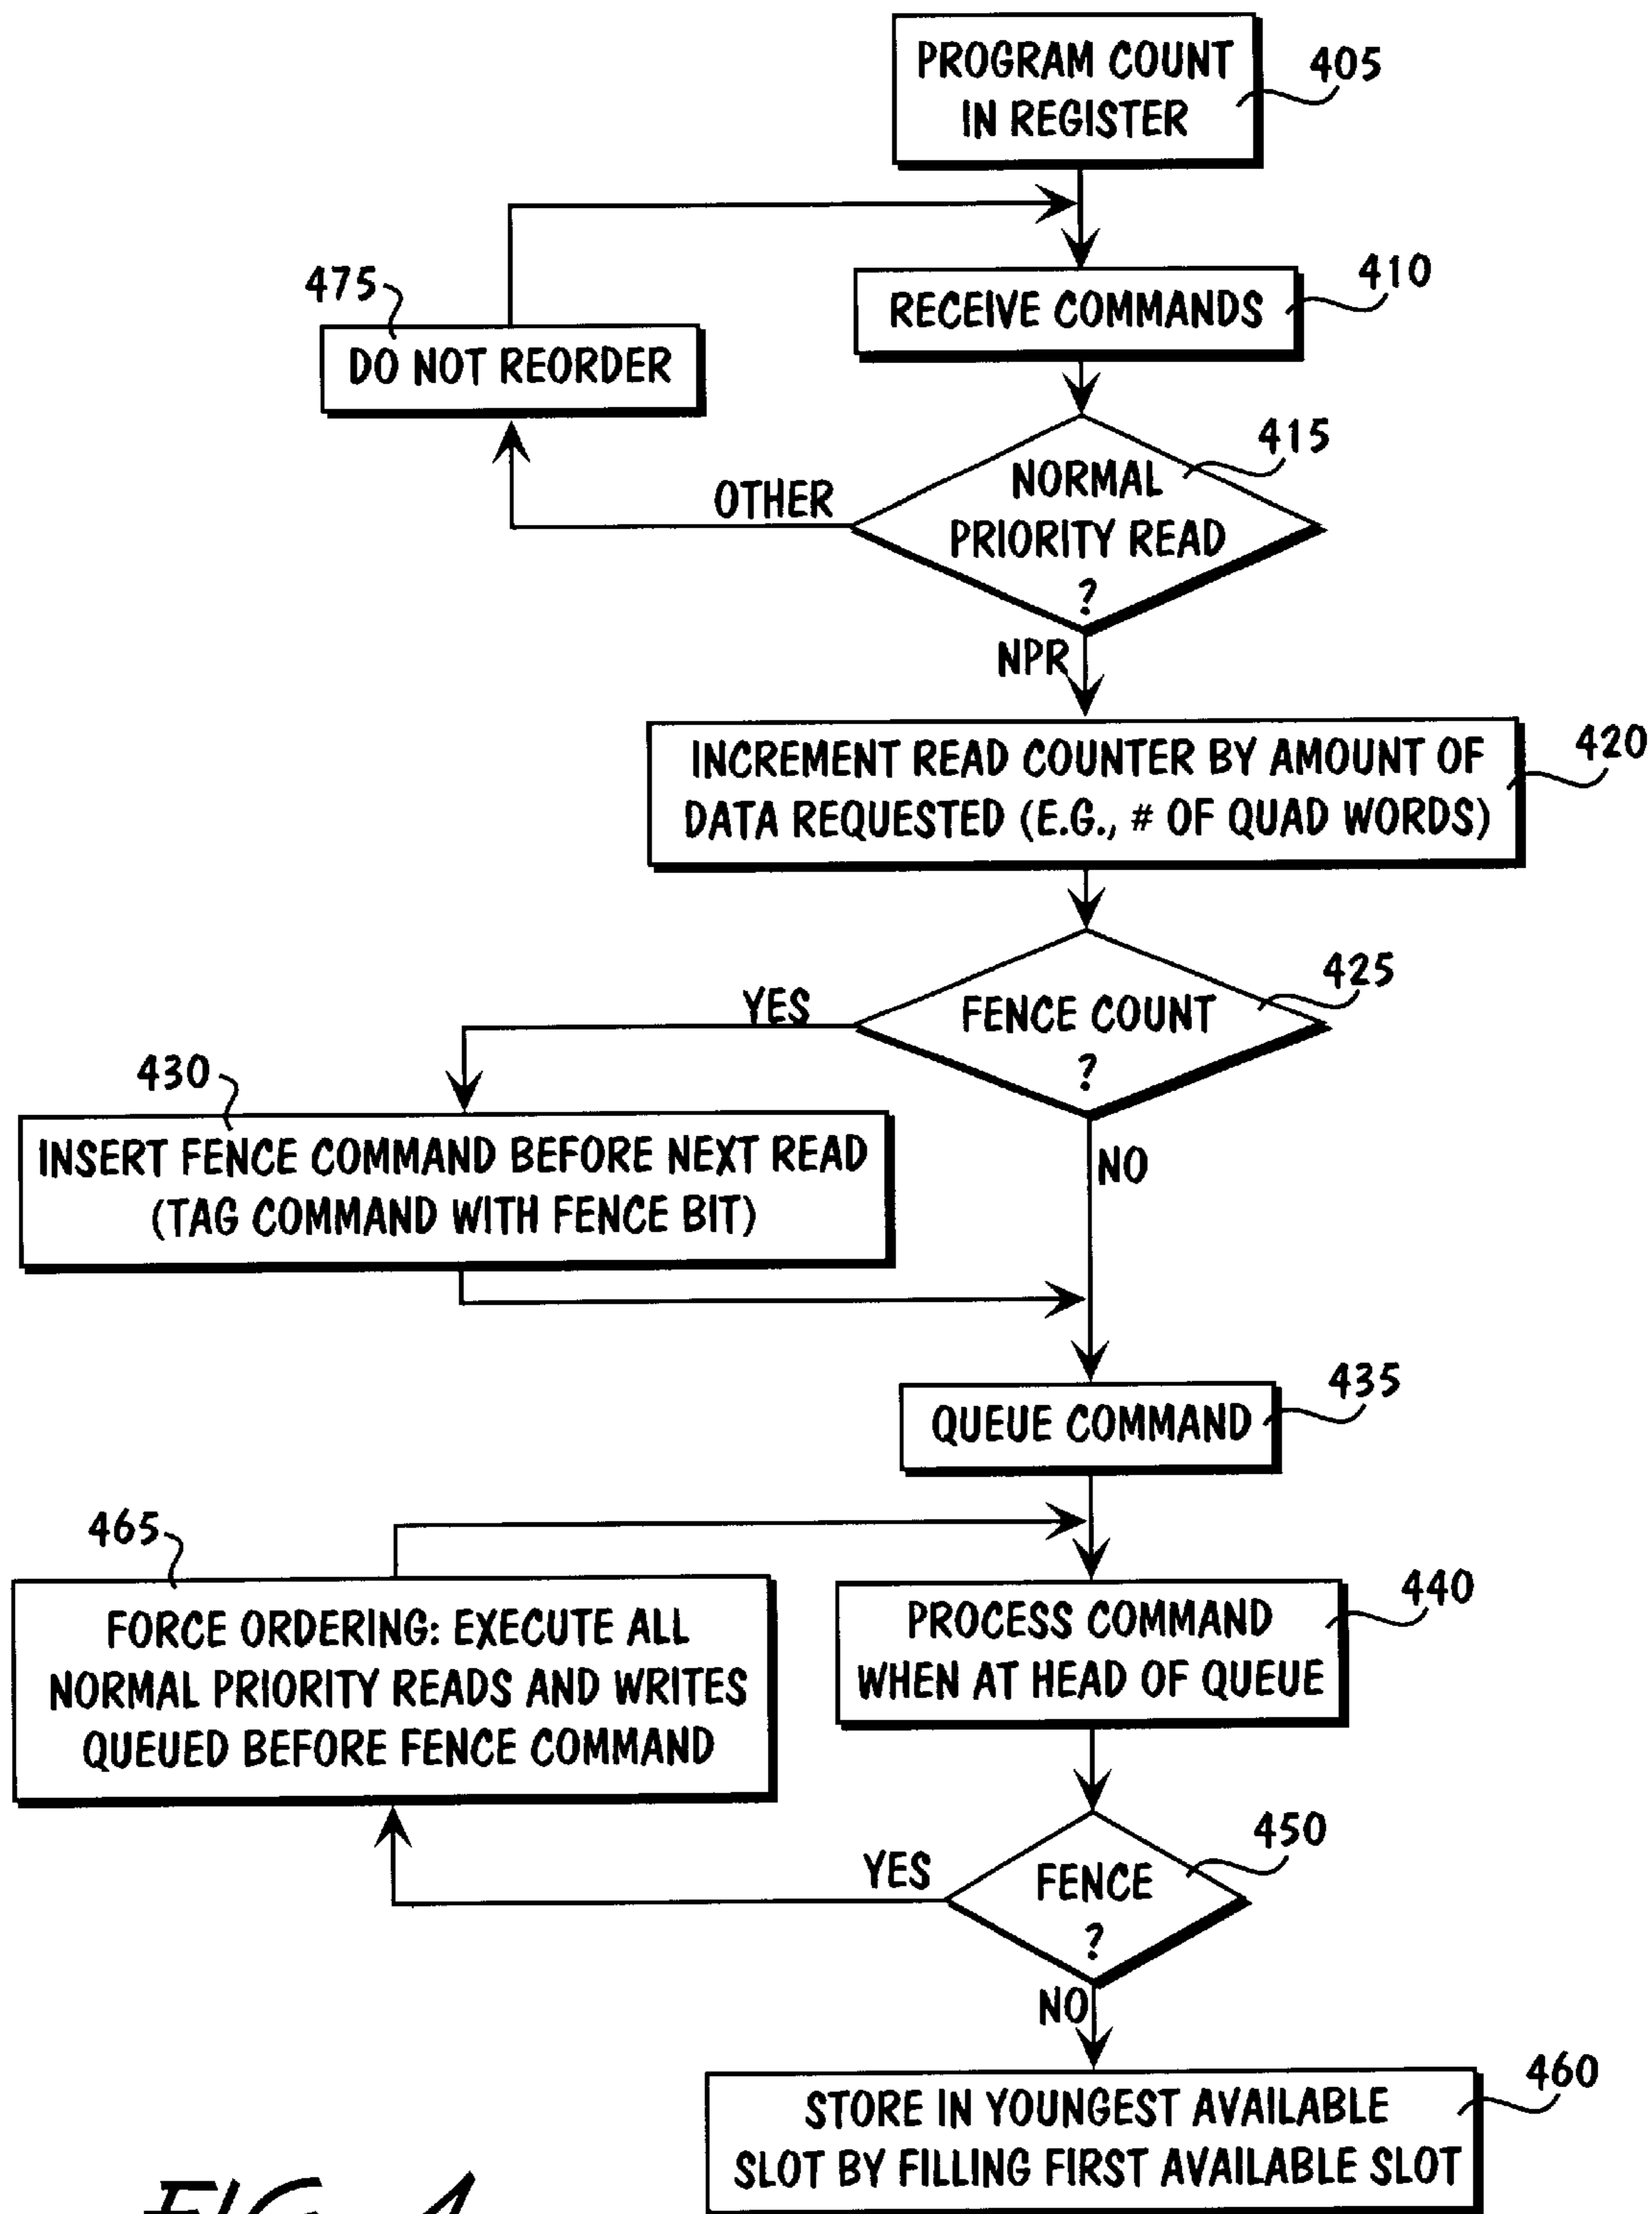 PROGRAM COUNT
IN REGISTER
405
475
DO NOT REORDER
RECEIVE COMMANDS
410
415
NORMAL
PRIORITY READ
?
OTHER
NPR
INCREMENT READ COUNTER BY AMOUNT OF
DATA REQUESTED (E.G., # OF QUAD WORDS)
420
425
FENCE COUNT
?
YES
NO
430
INSERT FENCE COMMAND BEFORE NEXT READ
(TAG COMMAND WITH FENCE BIT)
QUEUE COMMAND
435
465
FORCE ORDERING: EXECUTE ALL
NORMAL PRIORITY READS AND WRITES
QUEUED BEFORE FENCE COMMAND
PROCESS COMMAND
WHEN AT HEAD OF QUEUE
440
450
FENCE
?
YES
NO
STORE IN YOUNGEST AVAILABLE
SLOT BY FILLING FIRST AVAILABLE SLOT
460